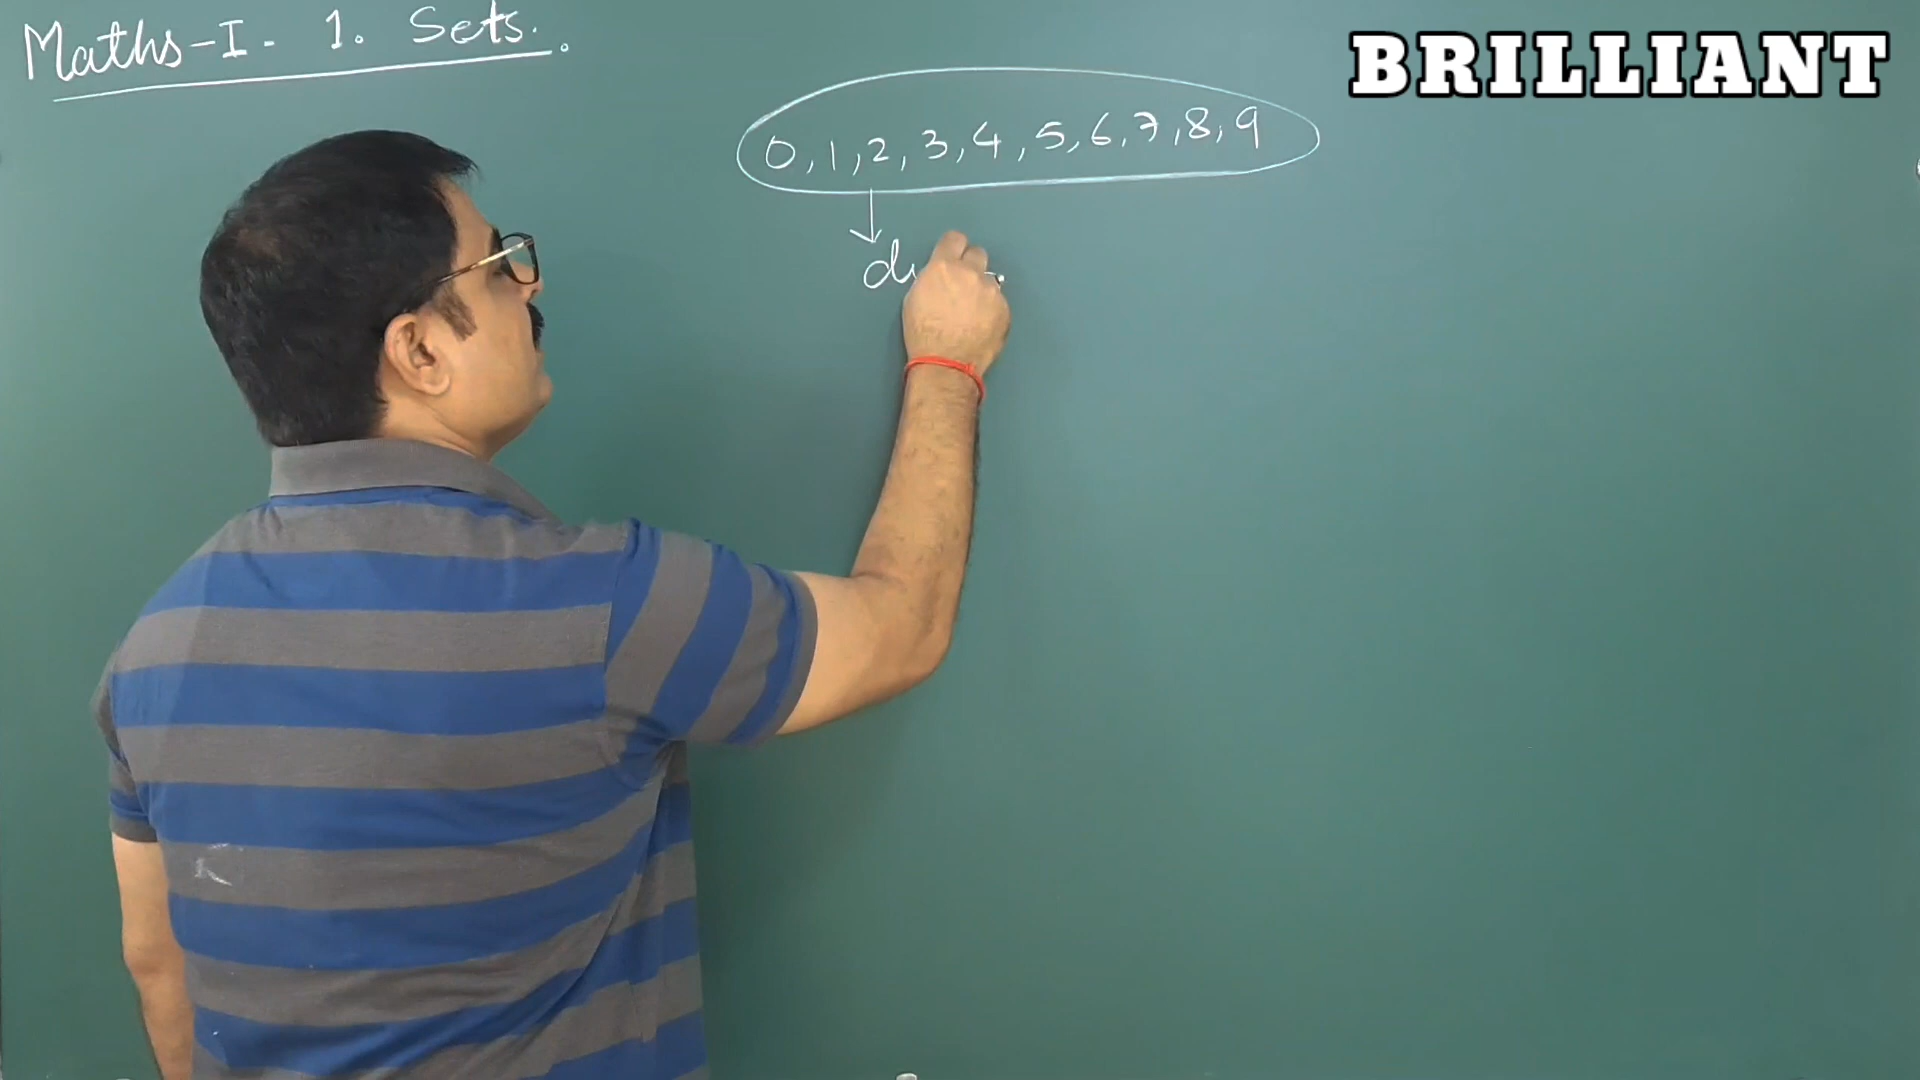 Maths-I. 1. Sets.
BRILLIANT
0, 1, 2, 3, 4, 5, 6, 7, 8, 9